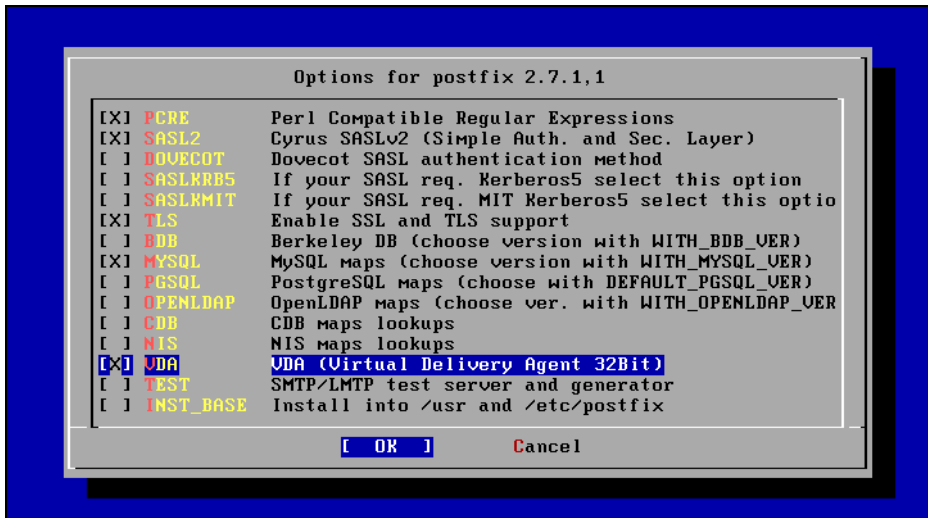 Options for postfix 2.7.1,1
[X] PCRE Perl Compatible Regular Expressions
[X] SASL2 Cyrus SASLv2 (Simple Auth. and Sec. Layer)
[ ] DOVECOT Dovecot SASL authentication method
[ ] SASLKRB5 If your SASL req. Kerberos5 select this option
[ ] SASLKMIT If your SASL req. MIT Kerberos5 select this optio
[X] TLS Enable SSL and TLS support
[ ] BDB Berkeley DB (choose version with WITH_BDB_VER)
[X] MYSQL MySQL maps (choose version with WITH_MYSQL_VER)
[ ] PGSQL PostgreSQL maps (choose with DEFAULT_PGSQL_VER)
[ ] OPENLDAP OpenLDAP maps (choose ver. with WITH_OPENLDAP_VER
[ ] CDB CDB maps lookups
[ ] NIS NIS maps lookups
[X] VDA VDA (Virtual Delivery Agent 32Bit)
[ ] TEST SMTP/LMTP test server and generator
[ ] INST_BASE Install into /usr and /etc/postfix
[ OK ] Cancel